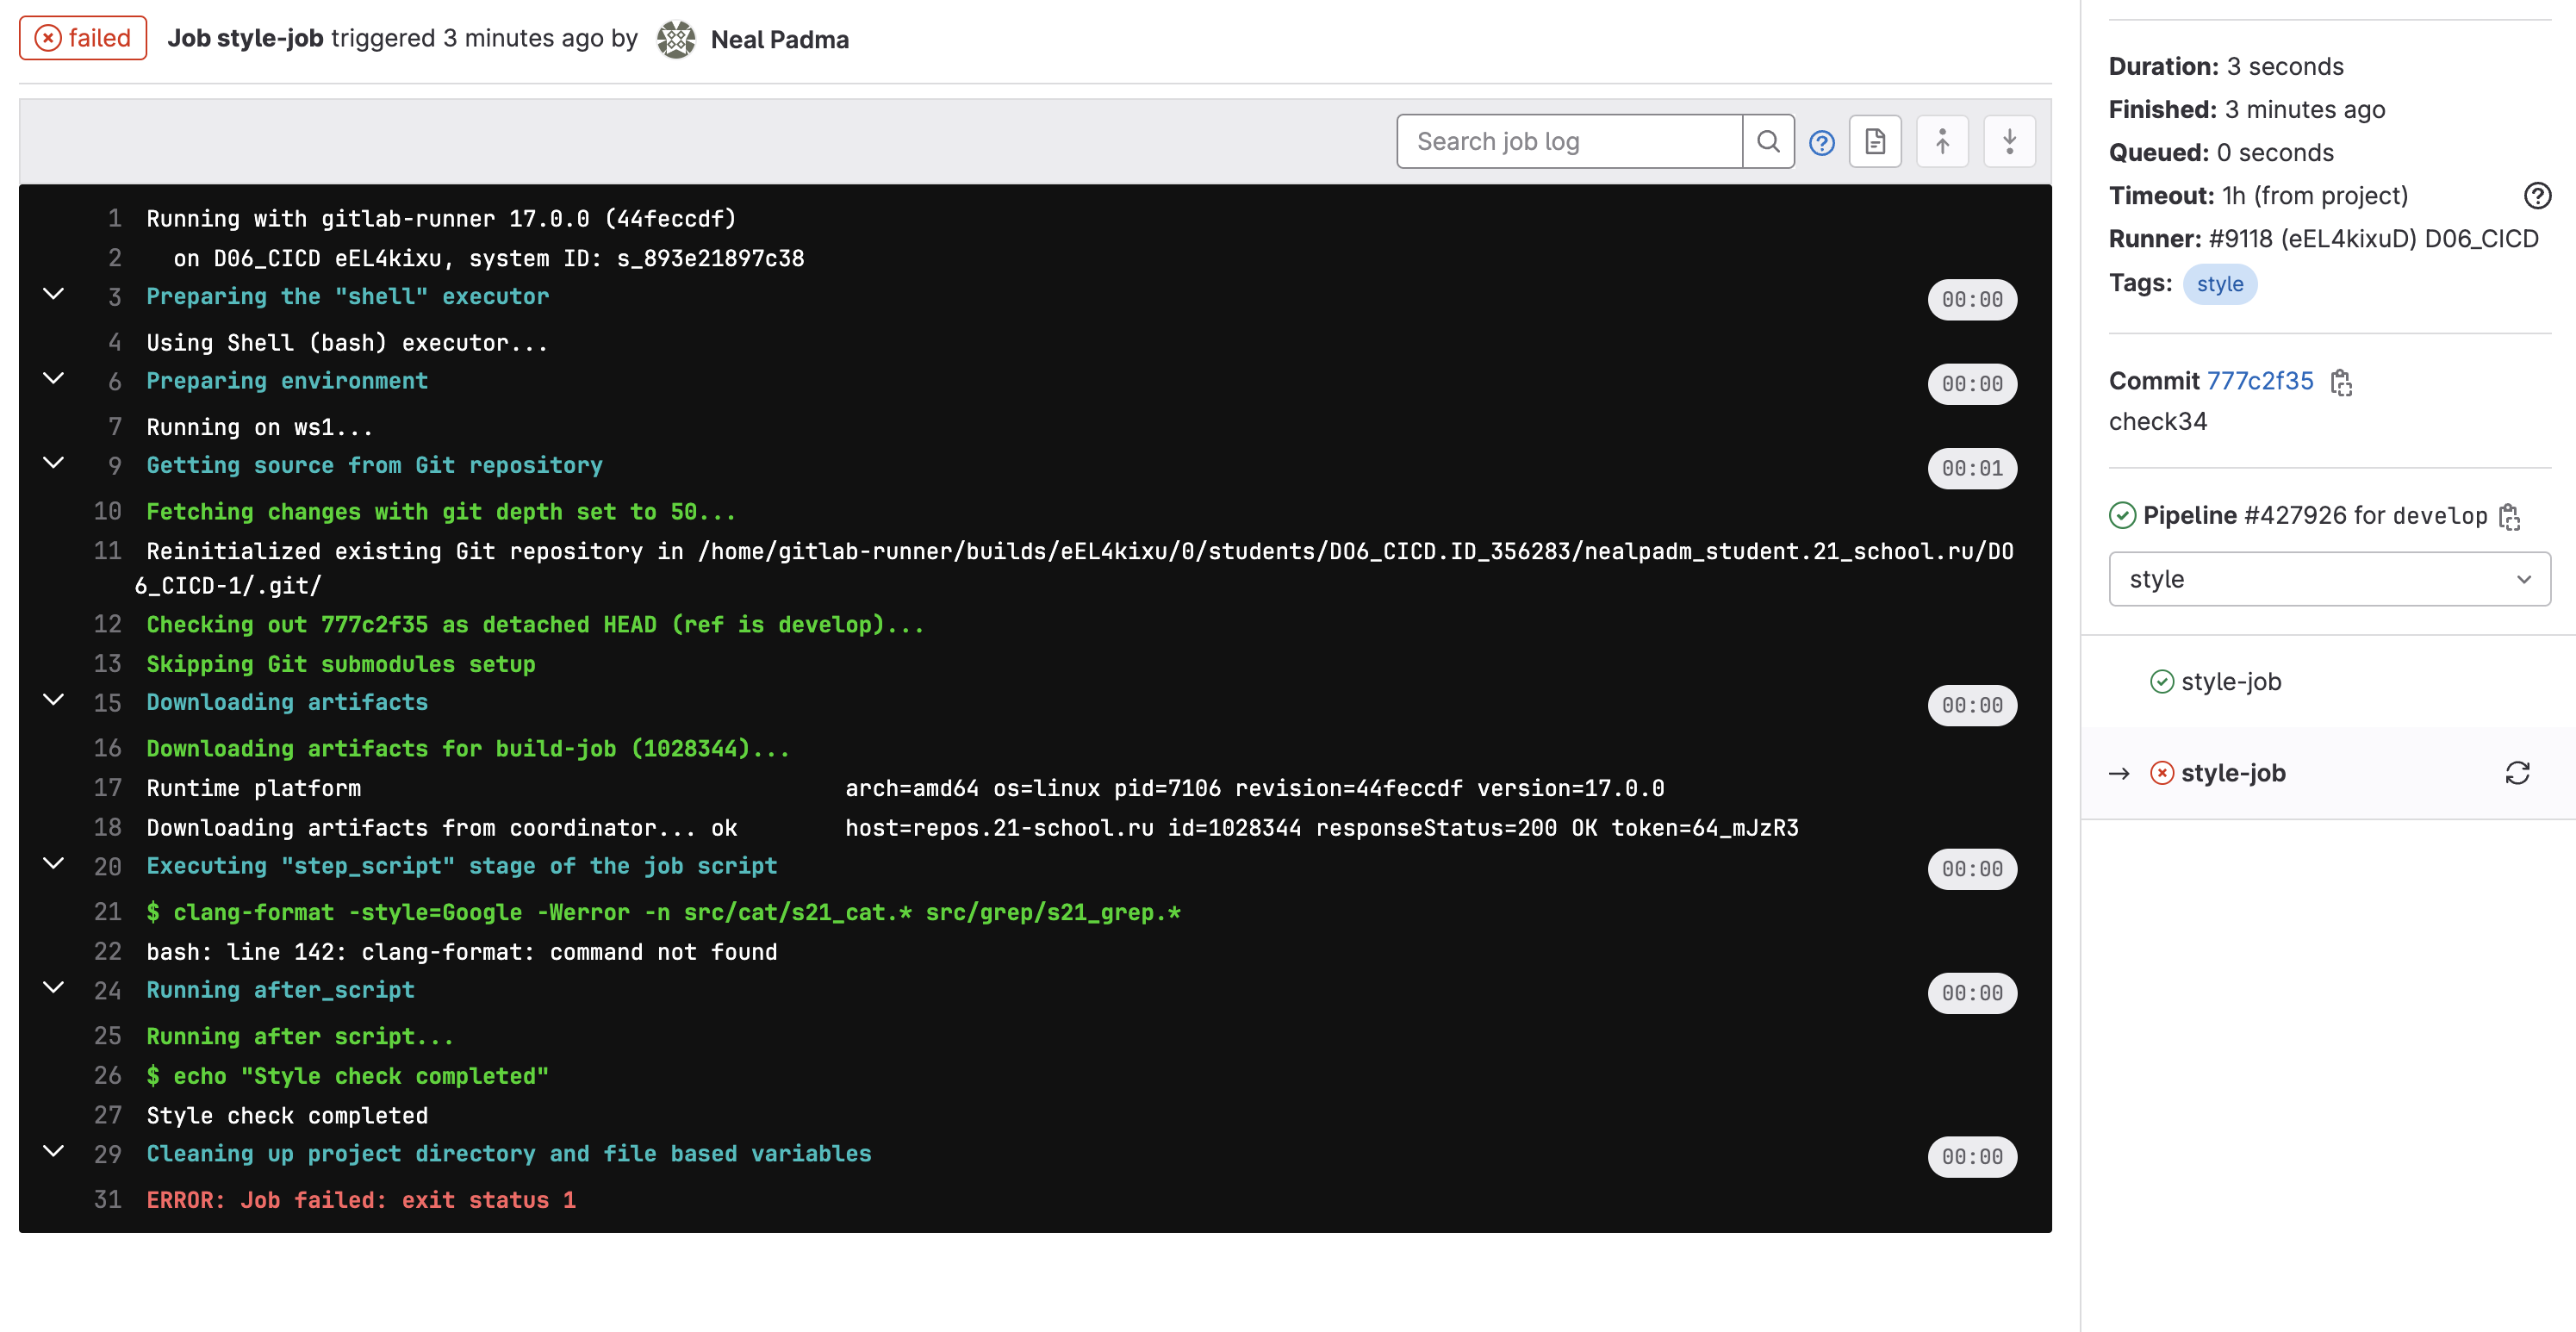 failed Job style-job triggered 3 minutes ago by Neal Padma
Search job log
1 Running with gitlab-runner 17.0.0 (44feccdf)
2 on D06_CICD eEL4kixu, system ID: s_893e21897c38
3 Preparing the "shell" executor 00:00
4 Using Shell (bash) executor...
6 Preparing environment 00:00
7 Running on ws1...
9 Getting source from Git repository 00:01
10 Fetching changes with git depth set to 50...
11 Reinitialized existing Git repository in /home/gitlab-runner/builds/eEL4kixu/0/students/DO6_CICD.ID_356283/nealpadm_student.21_school.ru/DO
6_CICD-1/.git/
12 Checking out 777c2f35 as detached HEAD (ref is develop)...
13 Skipping Git submodules setup
15 Downloading artifacts 00:00
16 Downloading artifacts for build-job (1028344)...
17 Runtime platform arch=amd64 os=linux pid=7106 revision=44feccdf version=17.0.0
18 Downloading artifacts from coordinator... ok host=repos.21-school.ru id=1028344 responseStatus=200 OK token=64_mJzR3
20 Executing "step_script" stage of the job script 00:00
21 $ clang-format -style=Google -Werror -n src/cat/s21_cat.* src/grep/s21_grep.*
22 bash: line 142: clang-format: command not found
24 Running after_script 00:00
25 Running after script...
26 $ echo "Style check completed"
27 Style check completed
29 Cleaning up project directory and file based variables 00:00
31 ERROR: Job failed: exit status 1
Duration: 3 seconds
Finished: 3 minutes ago
Queued: 0 seconds
Timeout: 1h (from project)
Runner: #9118 (eEL4kixuD) D06_CICD
Tags: style
Commit 777c2f35
check34
Pipeline #427926 for develop
style
style-job
style-job